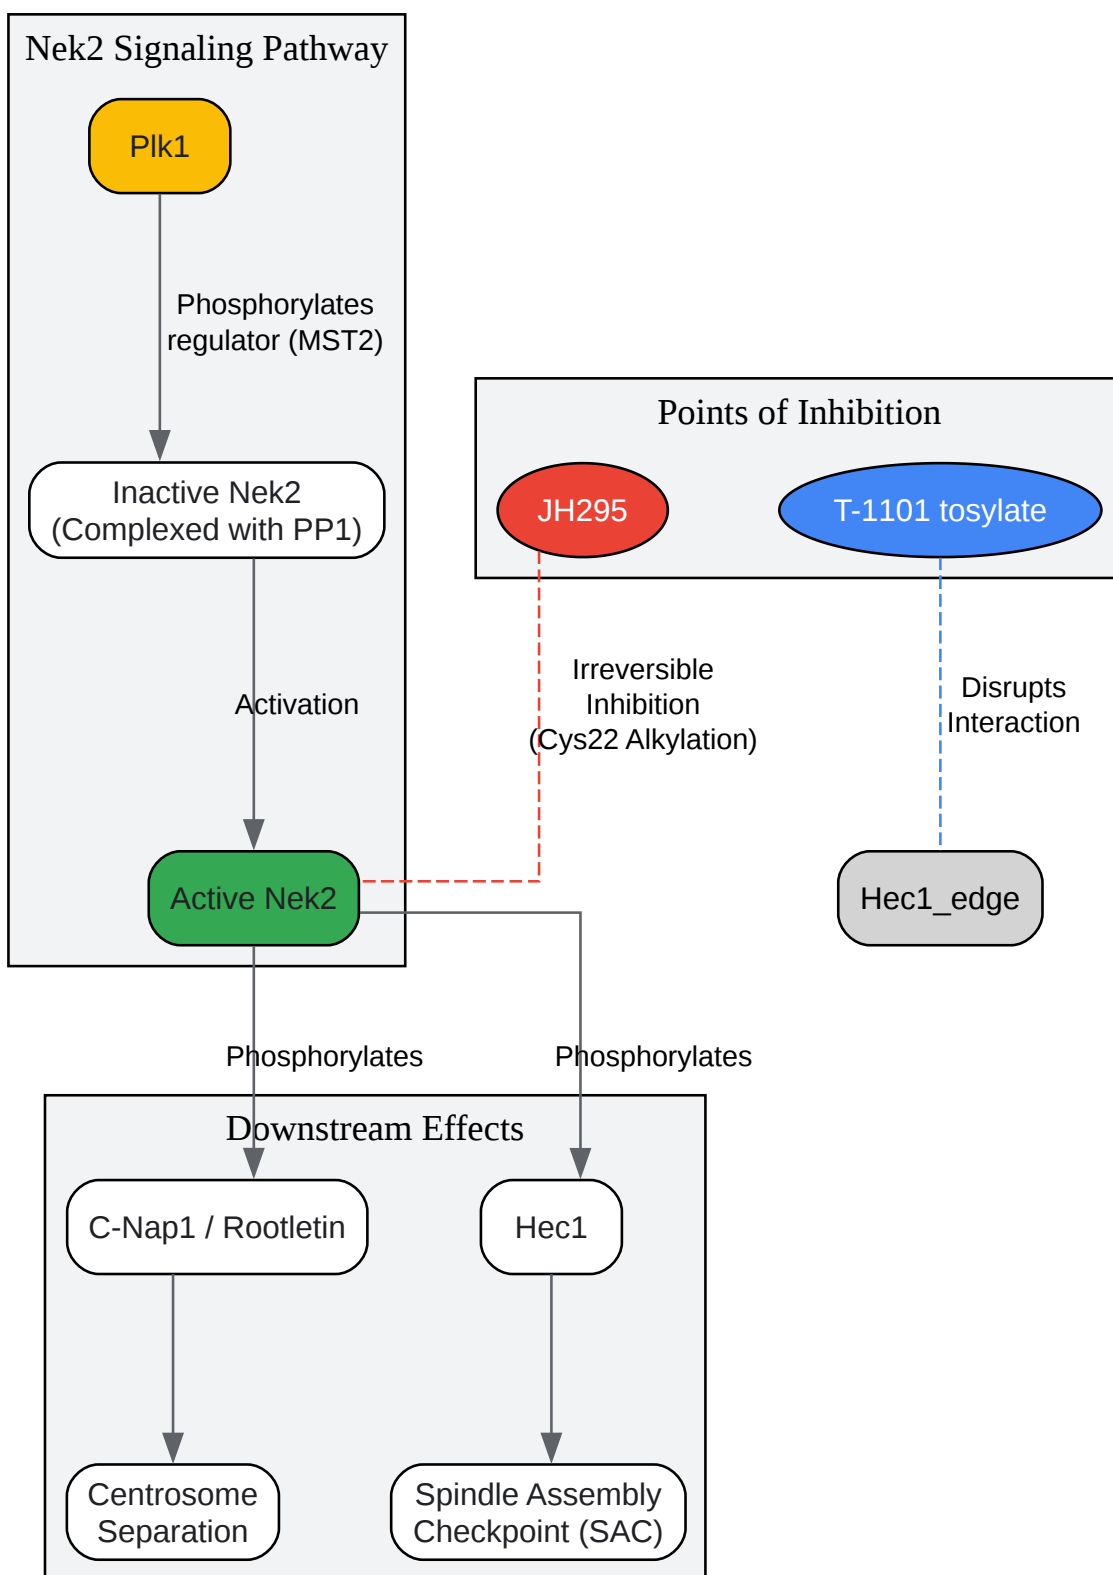 Nek2 Signaling Pathway
Plk1
Phosphorylates
regulator (MST2)
Inactive Nek2
(Complexed with PP1)
Activation
Active Nek2
Points of Inhibition
JH295
T-1101 tosylate
Irreversible
Inhibition
(Cys22 Alkylation)
Disrupts
Interaction
Hec1_edge
Phosphorylates
Phosphorylates
Downstream Effects
C-Nap1 / Rootletin
Hec1
Centrosome
Separation
Spindle Assembly
Checkpoint (SAC)